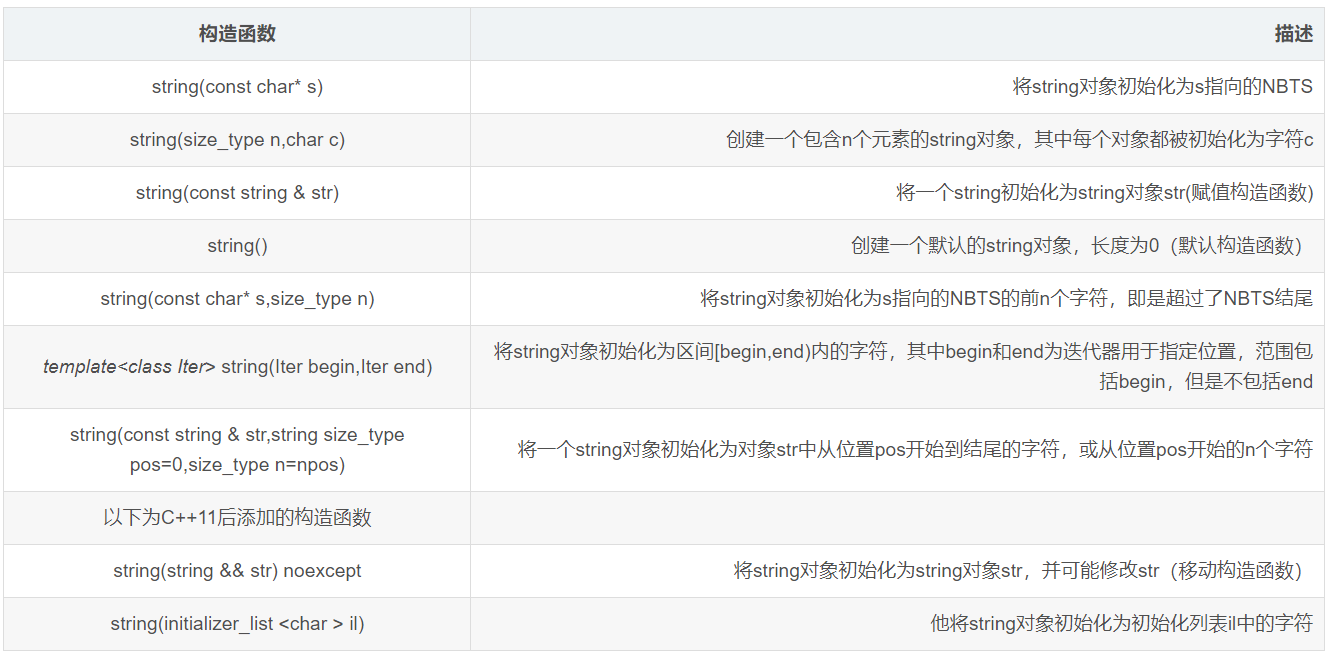 构造函数 描述
string(const char* s) 将string对象初始化为s指向的NBTS
string(size_type n,char c) 创建一个包含n个元素的string对象，其中每个对象都被初始化为字符c
string(const string & str) 将一个string初始化为string对象str(赋值构造函数)
string() 创建一个默认的string对象，长度为0（默认构造函数）
string(const char* s,size_type n) 将string对象初始化为s指向的NBTS的前n个字符，即是超过了NBTS结尾
template<class Iter> string(Iter begin,Iter end) 将string对象初始化为区间[begin,end)内的字符，其中begin和end为迭代器用于指定位置，范围包
括begin，但是不包括end
string(const string & str,string size_type
pos=0,size_type n=npos)
将一个string对象初始化为对象str中从位置pos开始到结尾的字符，或从位置pos开始的n个字符
以下为C++11后添加的构造函数
string(string && str) noexcept 将string对象初始化为string对象str，并可能修改str（移动构造函数）
string(initializer_list <char > il) 他将string对象初始化为初始化列表il中的字符